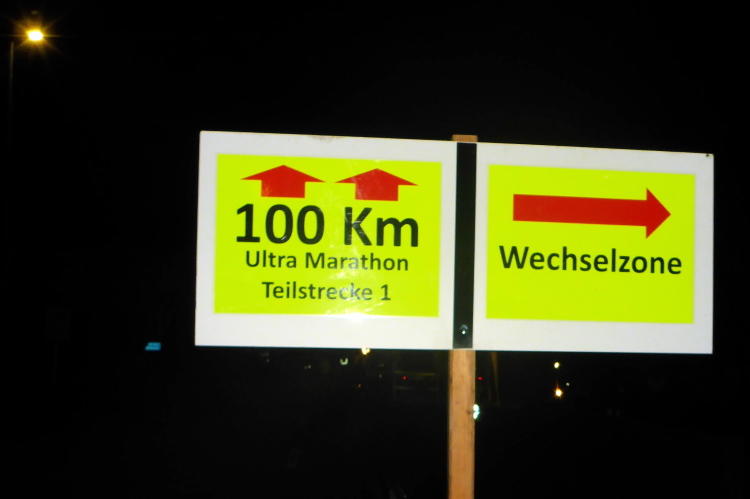 100 Km
Ultra Marathon
Teilstrecke 1
Wechselzone